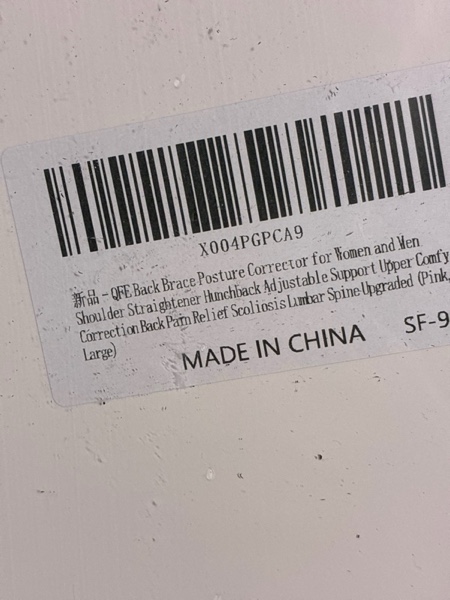 X004PGPCA9
新品 - QFE Back Brace Posture Corrector for Women and Men
Shoulder Straightener Hunchback Adjustable Support Upper Comfy
Correction Back Pain Relief Scoliosis Lumbar Spine-Upgraded (Pink,
Large)
MADE IN CHINA
SF-9